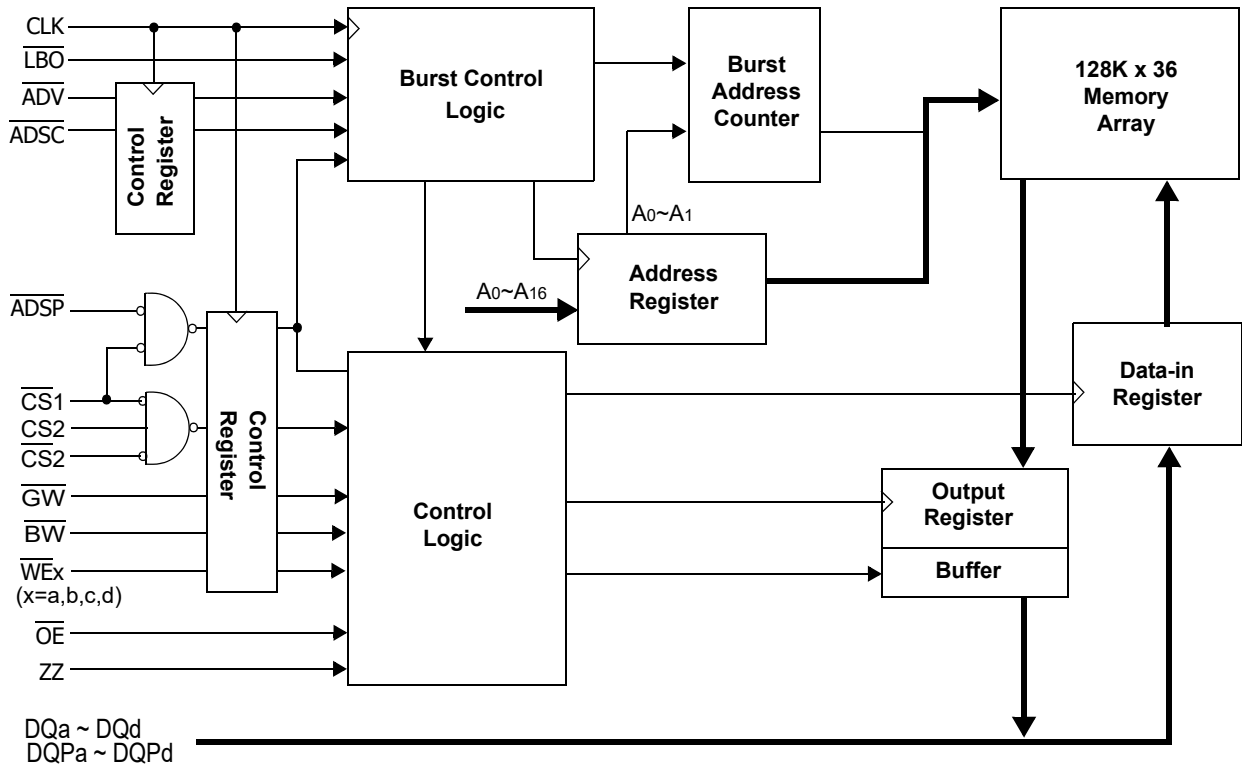 CLK
LBO
ADV
ADSC
Control
Register
Burst Control
Logic
Burst
Address
Counter
128K x 36
Memory
Array
A0~A1
Address
Register
A0~A16
ADSP
CS1
CS2
CS2
GW
BW
WEx
(x=a,b,c,d)
OE
ZZ
Control
Register
Control
Logic
Data-in
Register
Output
Register
Buffer
DQa ~ DQd
DQPa ~ DQPd